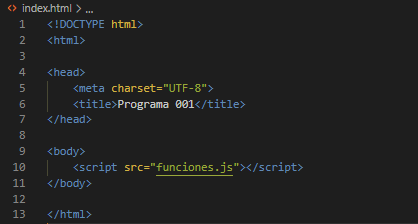 index.html > ...
1 <!DOCTYPE html>
2 <html>
3
4 <head>
5 <meta charset="UTF-8">
6 <title>Programa 001</title>
7 </head>
8
9 <body>
10 <script src="funciones.js"></script>
11 </body>
12
13 </html>